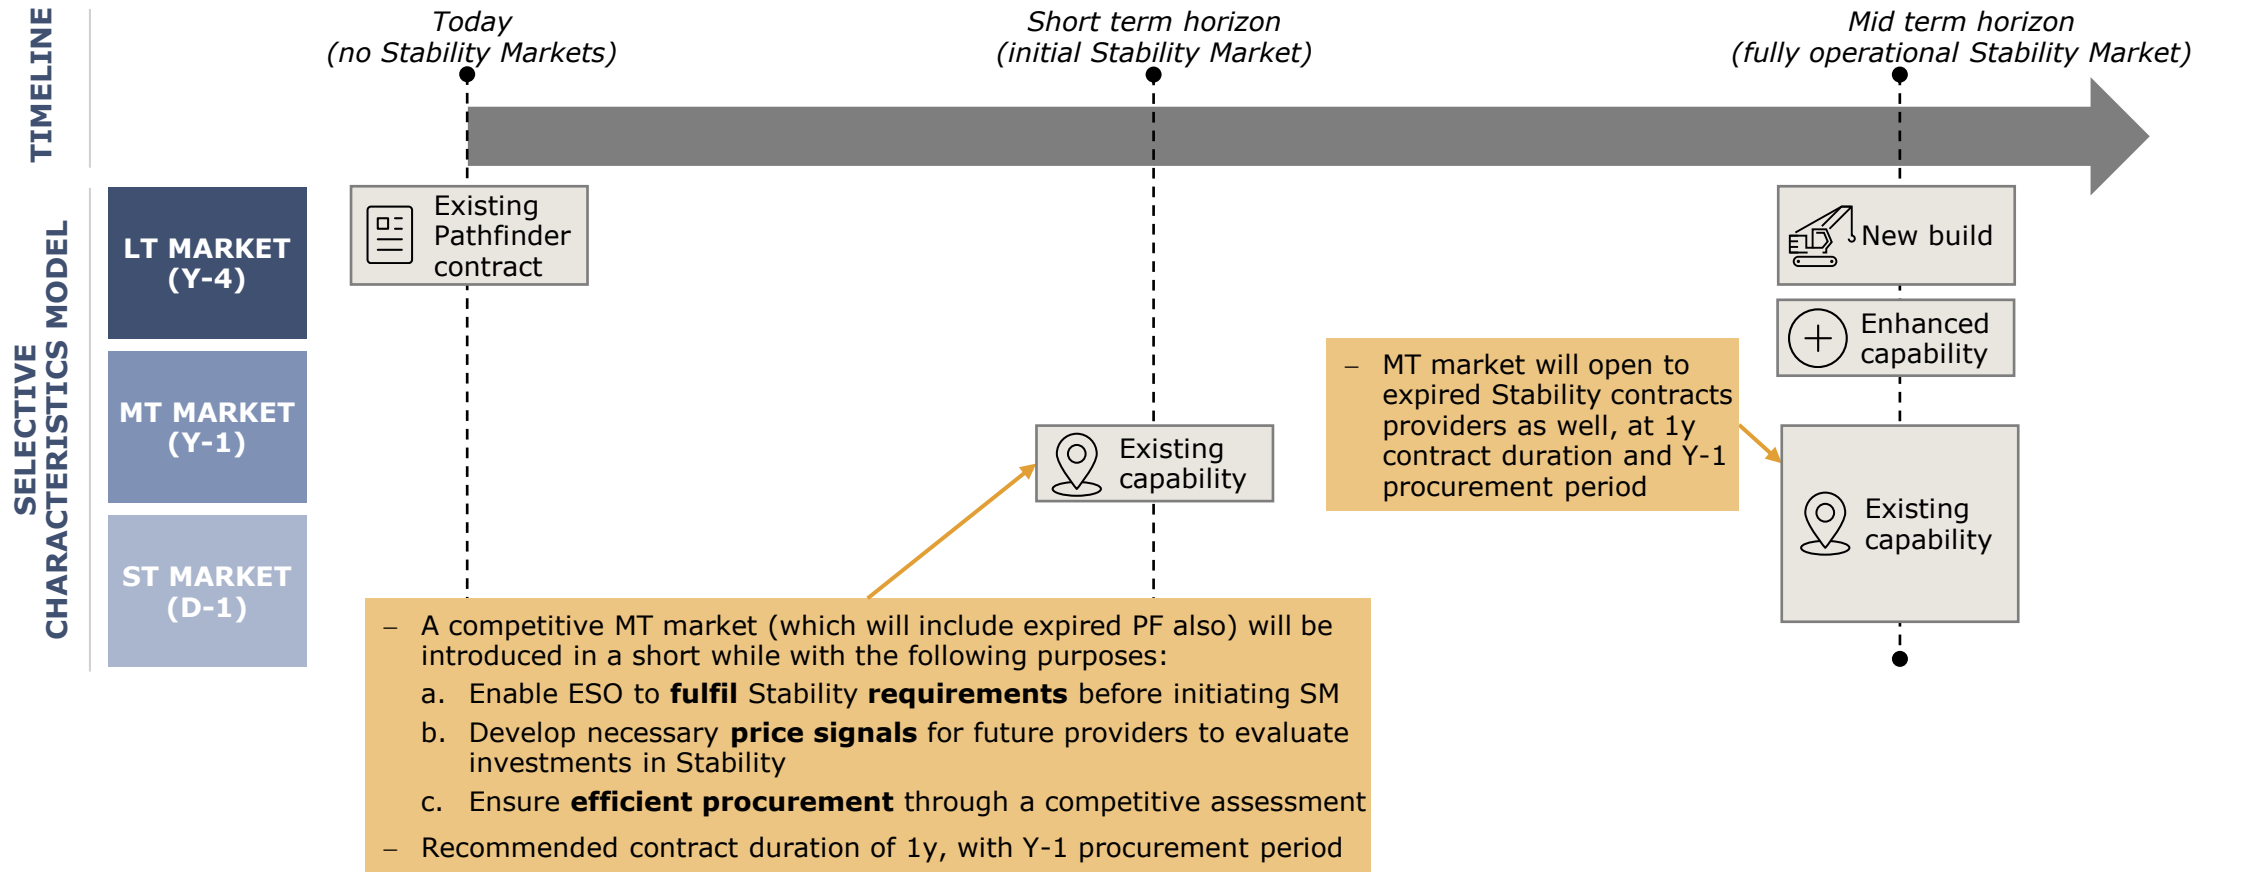 TIMELINE
Today
(no Stability Markets)
Short term horizon
(initial Stability Market)
Mid term horizon
(fully operational Stability Market)
SELECTIVE
CHARACTERISTICS MODEL
LT MARKET
(Y-4)
Existing
Pathfinder
contract
New build
Enhanced
capability
MT MARKET
(Y-1)
Existing
capability
– MT market will open to
expired Stability contracts
providers as well, at 1y
contract duration and Y-1
procurement period
Existing
capability
ST MARKET
(D-1)
– A competitive MT market (which will include expired PF also) will be
introduced in a short while with the following purposes:
a. Enable ESO to fulfil Stability requirements before initiating SM
b. Develop necessary price signals for future providers to evaluate
investments in Stability
c. Ensure efficient procurement through a competitive assessment
– Recommended contract duration of 1y, with Y-1 procurement period